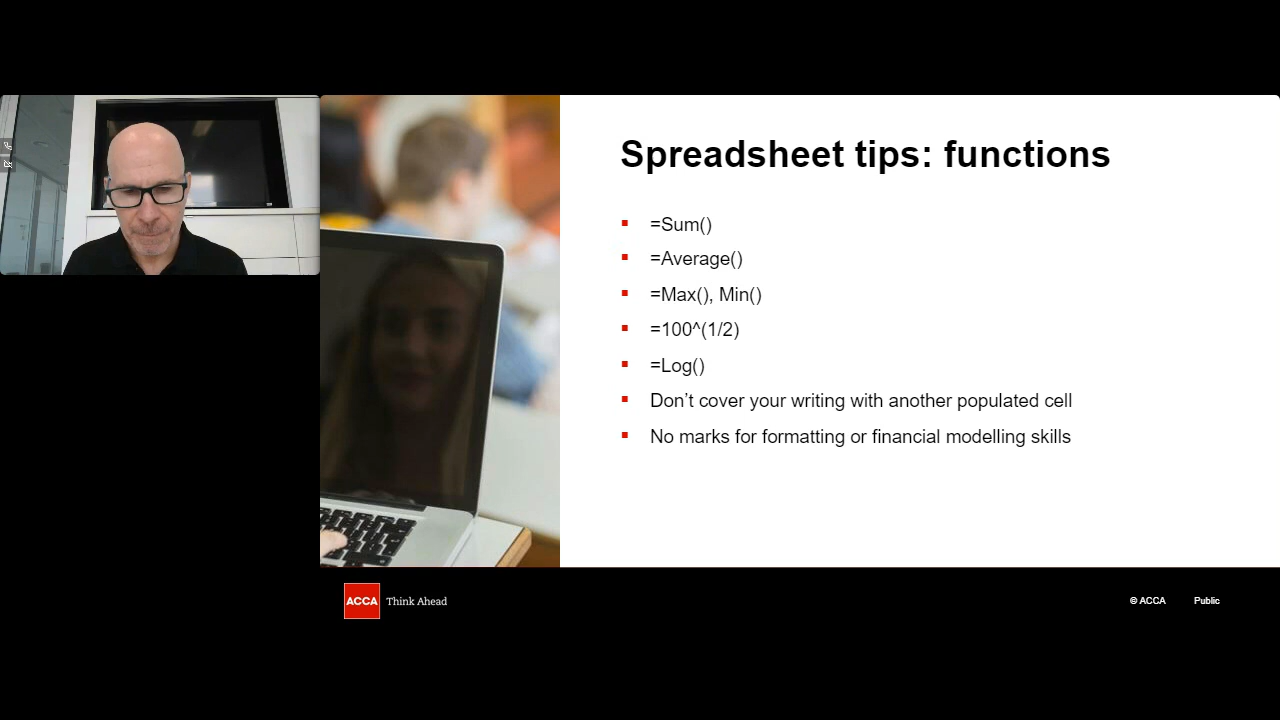 Spreadsheet tips: functions
=Sum()
=Average()
=Max(), Min()
=100^(1/2)
=Log()
Don’t cover your writing with another populated cell
No marks for formatting or financial modelling skills
ACCA Think Ahead
© ACCA Public